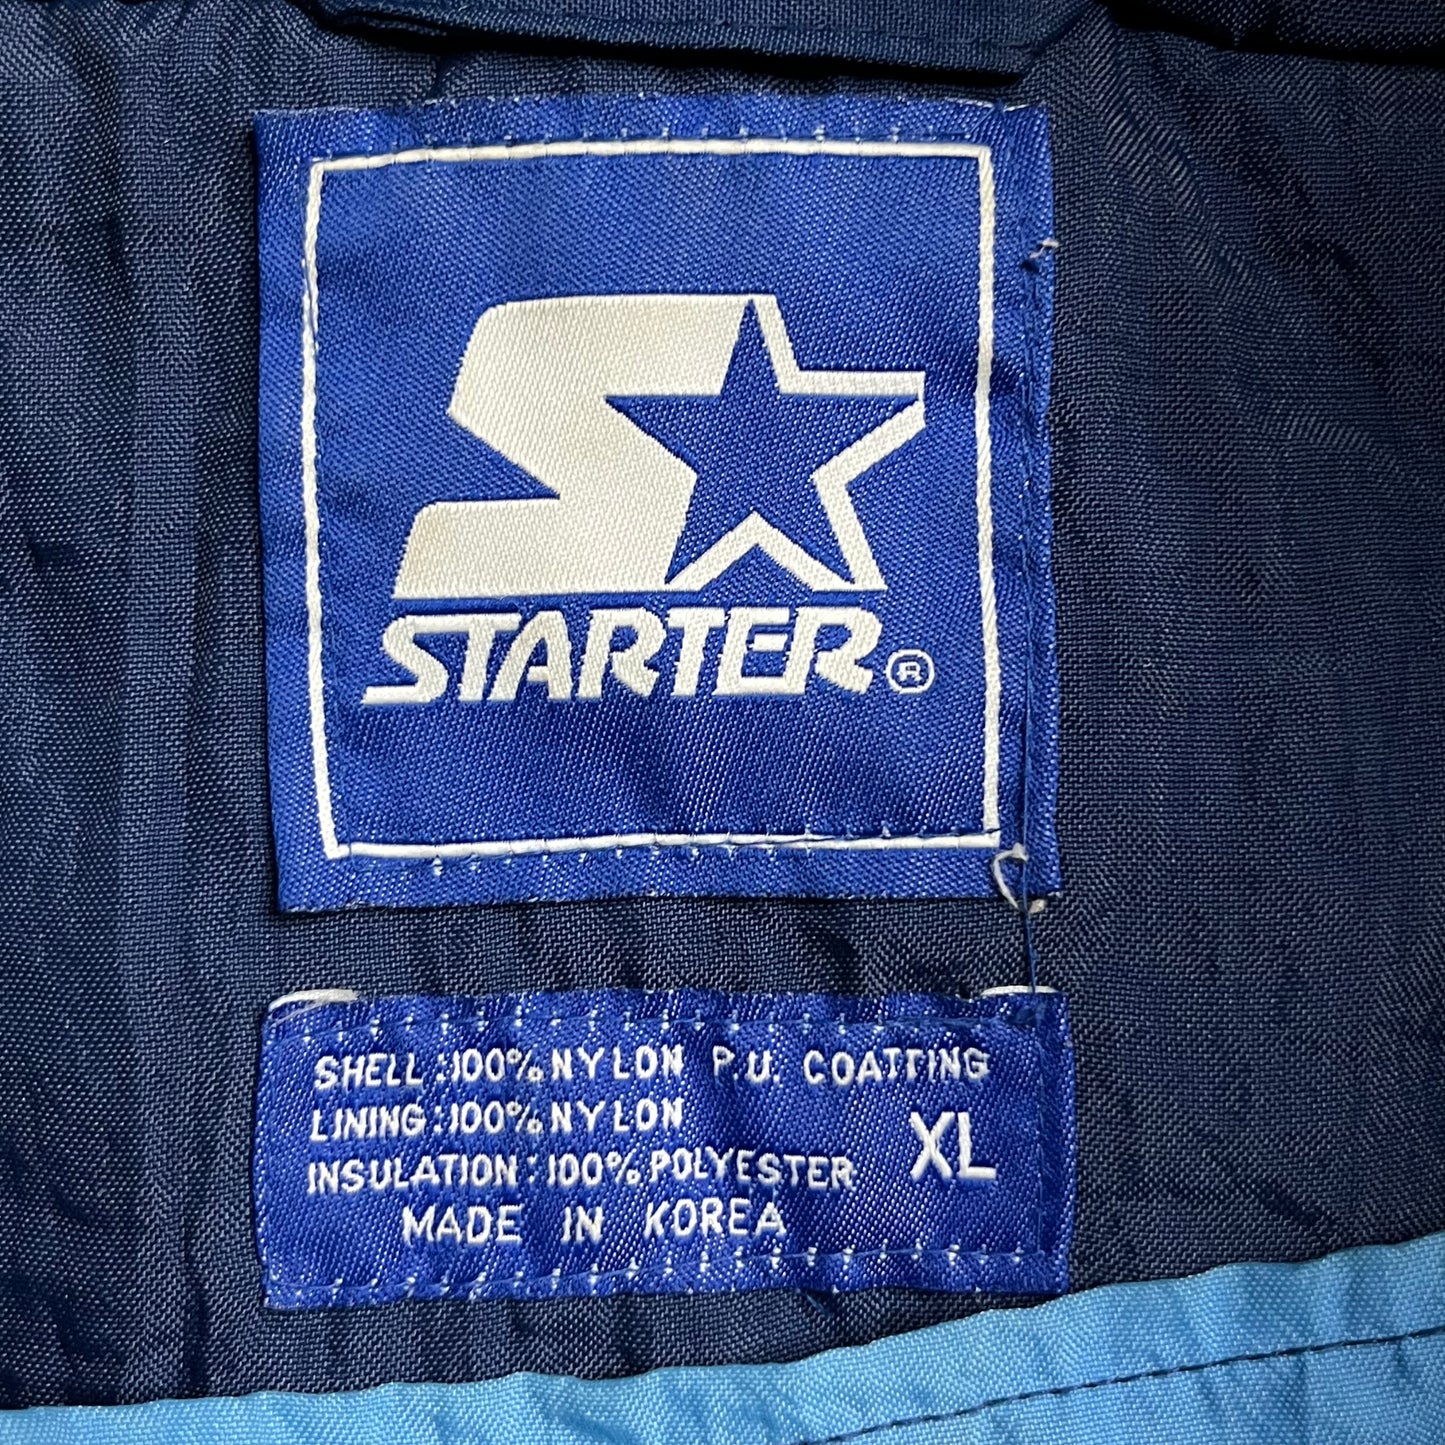 STARTER®
SHELL:100% NYLON P.U. COATTING
LINING:100% NYLON
INSULATION:100% POLYESTER XL
MADE IN KOREA